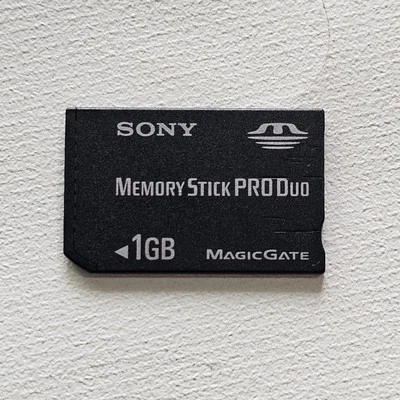 SONY
MEMORY STICK PRO DUO
◄1GB MAGICGATE